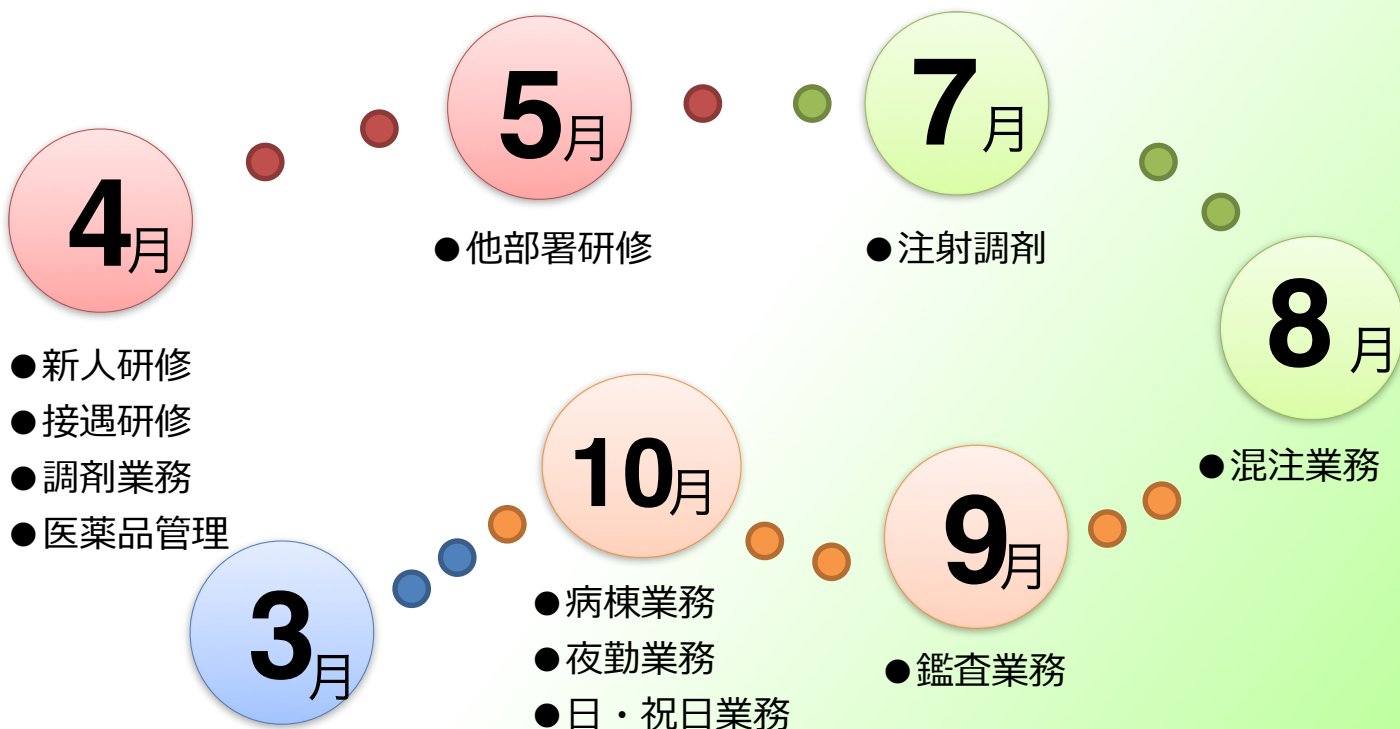 4月
●新人研修
●接遇研修
●調剤業務
●医薬品管理
5月
●他部署研修
7月
●注射調剤
8月
●混注業務
9月
●鑑査業務
10月
●病棟業務
●夜勤業務
●日・祝日業務
3月